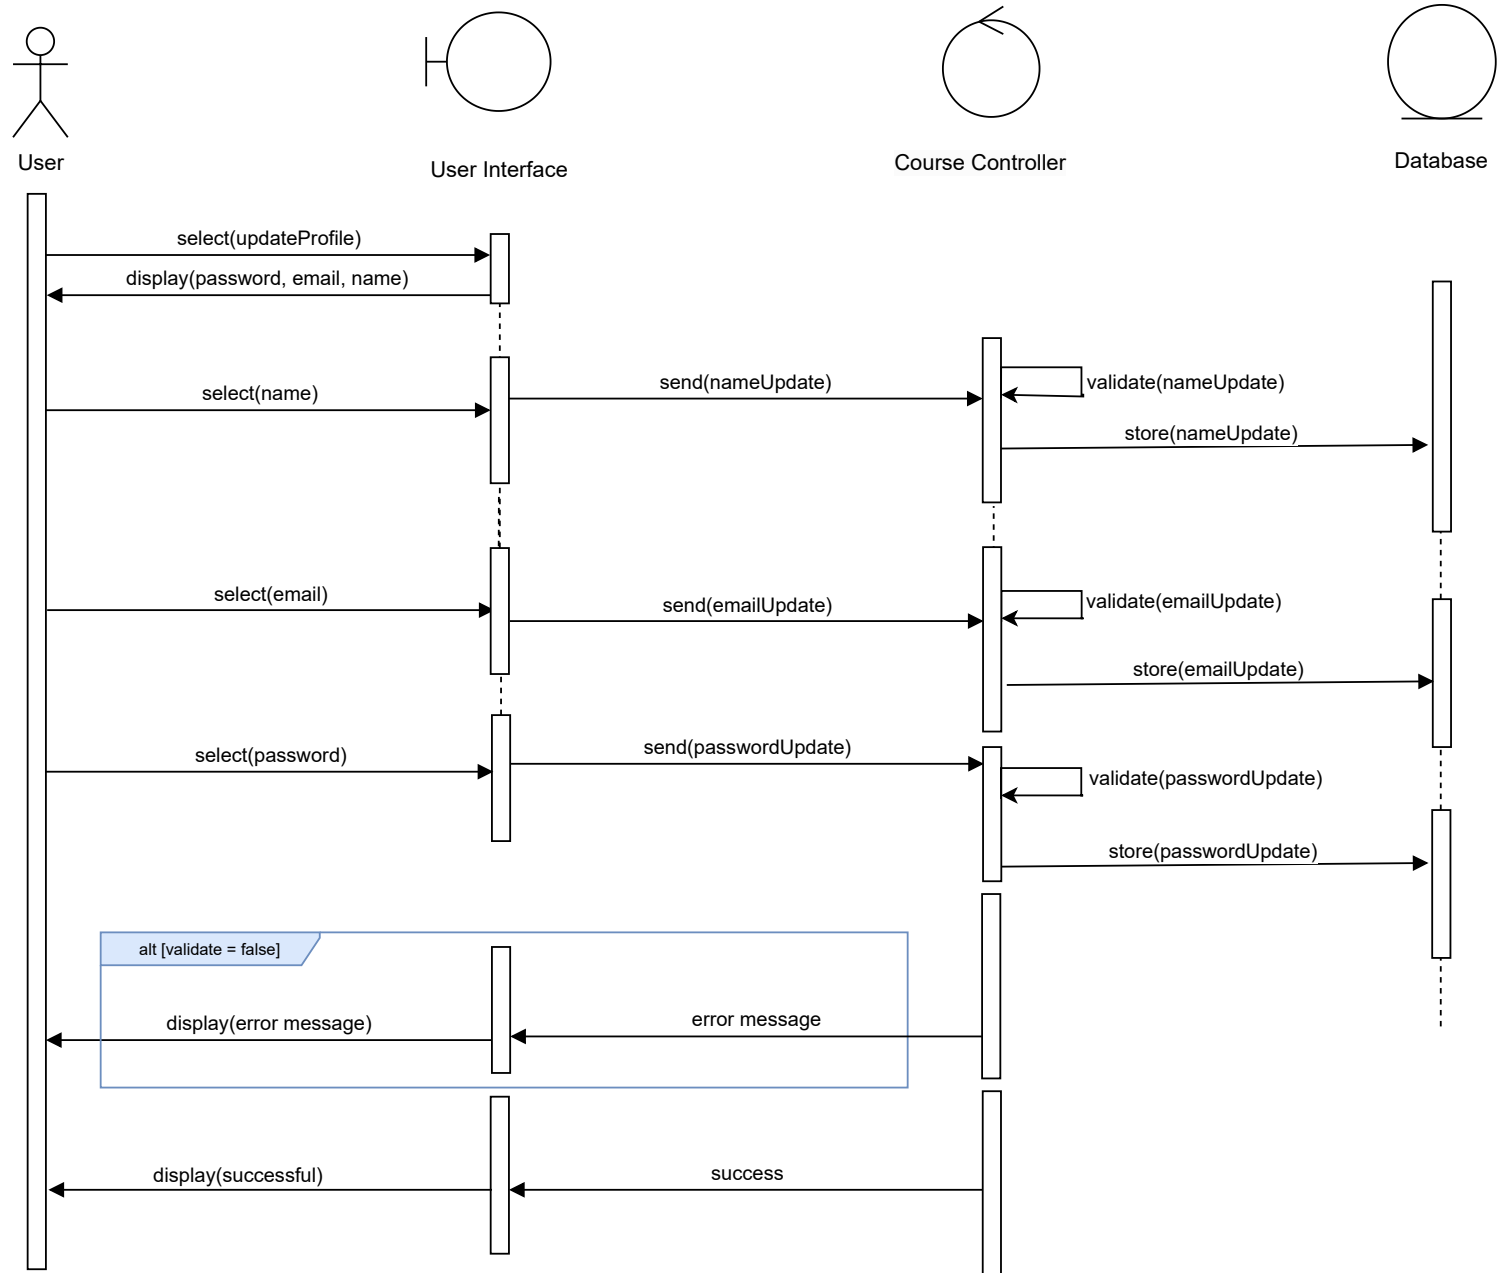 User
User Interface
Course Controller
Database
select(updateProfile)
display(password, email, name)
select(name)
send(nameUpdate)
validate(nameUpdate)
store(nameUpdate)
select(email)
send(emailUpdate)
validate(emailUpdate)
store(emailUpdate)
select(password)
send(passwordUpdate)
validate(passwordUpdate)
store(passwordUpdate)
alt [validate = false]
display(error message)
error message
display(successful)
success